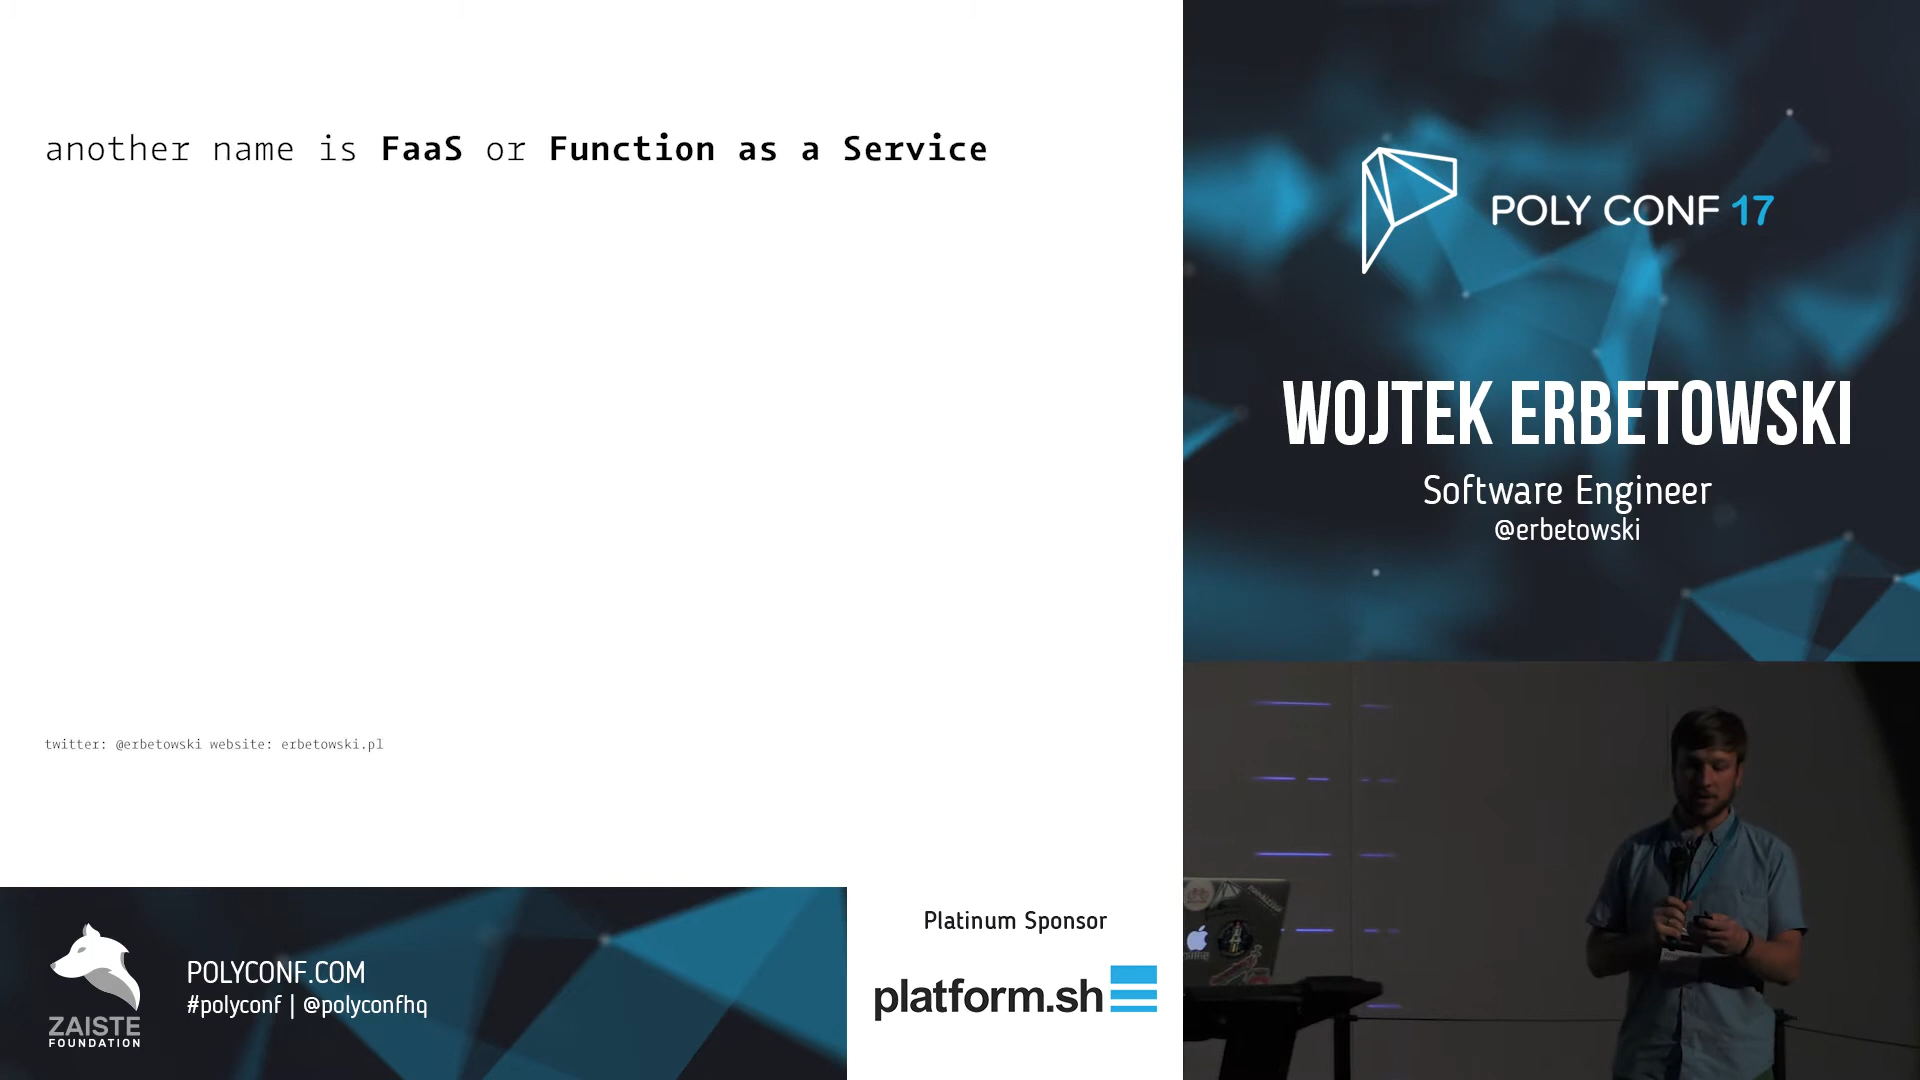 another name is FaaS or Function as a Service
twitter: @erbetowski website: erbetowski.pl
POLY CONF 17
WOJTEK ERBETOWSKI
Software Engineer
@erbetowski
ZAISTE
FOUNDATION
POLYCONF.COM
#polyconf | @polyconfhq
Platinum Sponsor
platform.sh